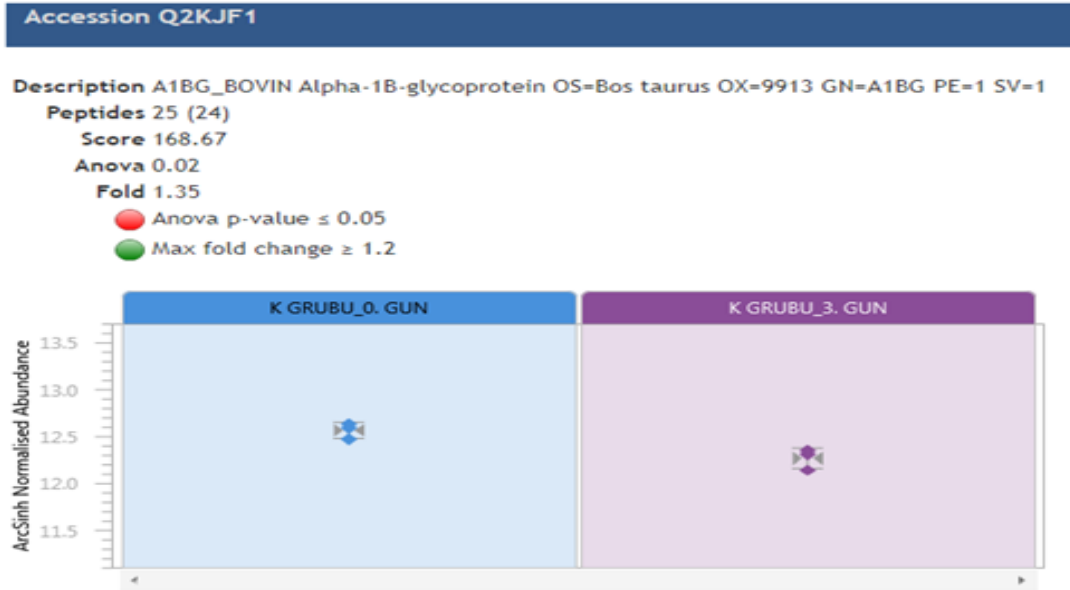 Accession Q2KJF1
Description A1BG_BOVIN Alpha-1B-glycoprotein OS=Bos taurus OX=9913 GN=A1BG PE=1 SV=1
Peptides 25 (24)
Score 168.67
Anova 0.02
Fold 1.35
Anova p-value ≤ 0.05
Max fold change ≥ 1.2
K GRUBU_0. GUN
K GRUBU_3. GUN
ArcSinh Normalised Abundance
13.5
13.0
12.5
12.0
11.5